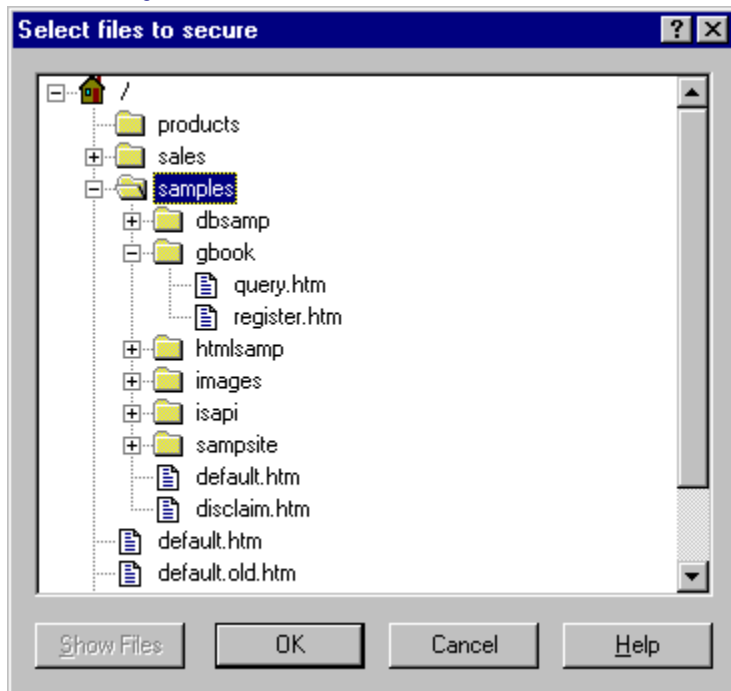 Select files to secure
/
products
sales
samples
dbsamp
gbook
query.htm
register.htm
htmlsamp
images
isapi
sampsite
default.htm
disclaim.htm
default.htm
default.old.htm
Show Files OK Cancel Help